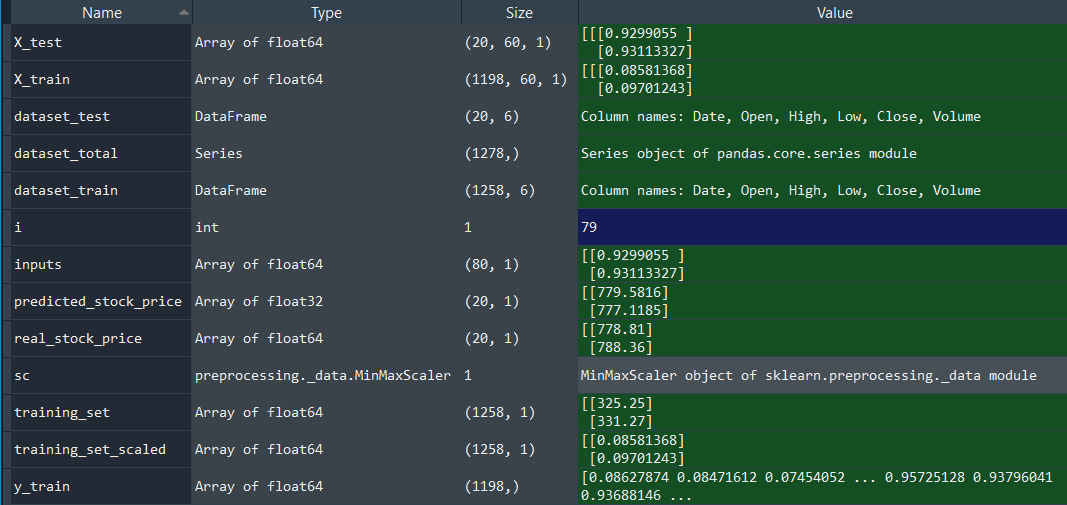 Name Type Size Value
X_test Array of float64 (20, 60, 1) [[[0.9299055 ]
[0.93113327]
X_train Array of float64 (1198, 60, 1) [[[0.08581368]
[0.09701243]
dataset_test DataFrame (20, 6) Column names: Date, Open, High, Low, Close, Volume
dataset_total Series (1278,) Series object of pandas.core.series module
dataset_train DataFrame (1258, 6) Column names: Date, Open, High, Low, Close, Volume
i int 1 79
inputs Array of float64 (80, 1) [[0.9299055 ]
[0.93113327]
predicted_stock_price Array of float32 (20, 1) [[779.5816]
[777.1185]
real_stock_price Array of float64 (20, 1) [[778.81]
[788.36]
sc preprocessing._data.MinMaxScaler 1 MinMaxScaler object of sklearn.preprocessing._data module
training_set Array of float64 (1258, 1) [[325.25]
[331.27]
training_set_scaled Array of float64 (1258, 1) [[0.08581368]
[0.09701243]
y_train Array of float64 (1198,) [0.08627874 0.08471612 0.07454052 ... 0.95725128 0.93796041
0.93688146 ...